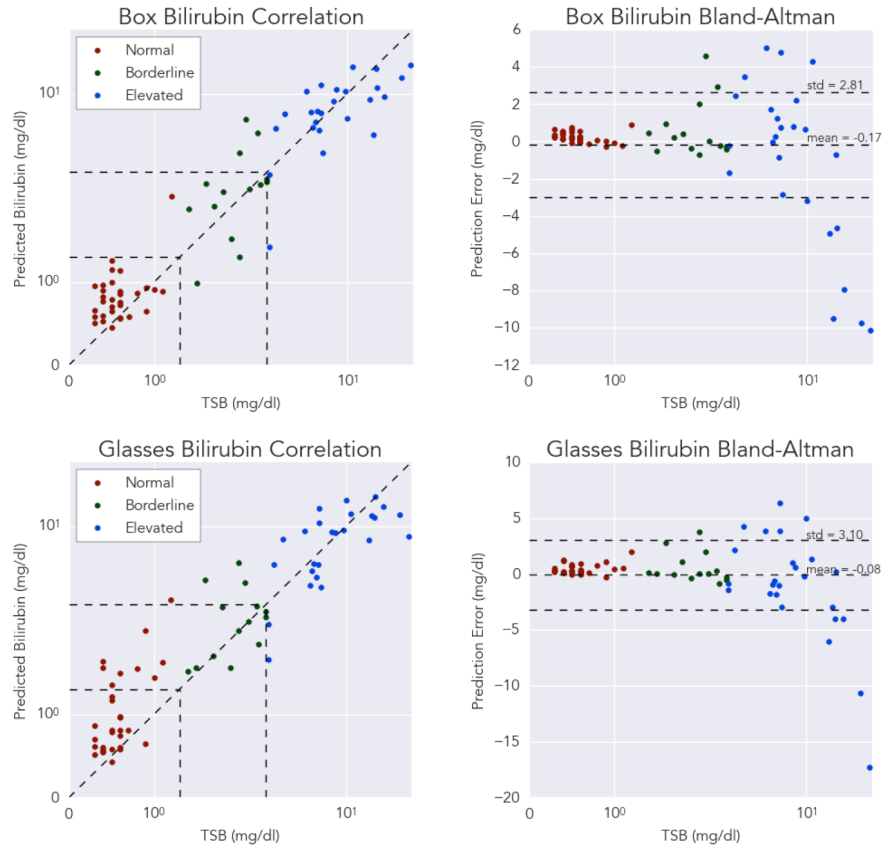 Box Bilirubin Correlation
Normal
Borderline
Elevated
10¹
10⁰
0
0
10⁰
10¹
Predicted Bilirubin (mg/dl)
TSB (mg/dl)
Box Bilirubin Bland-Altman
6
4
2
0
−2
−4
−6
−8
−10
−12
0
10⁰
10¹
std = 2.81
mean = -0.17
Prediction Error (mg/dl)
TSB (mg/dl)
Glasses Bilirubin Correlation
Normal
Borderline
Elevated
10¹
10⁰
0
0
10⁰
10¹
Predicted Bilirubin (mg/dl)
TSB (mg/dl)
Glasses Bilirubin Bland-Altman
10
5
0
−5
−10
−15
−20
0
10⁰
10¹
std = 3.10
mean = -0.08
Prediction Error (mg/dl)
TSB (mg/dl)